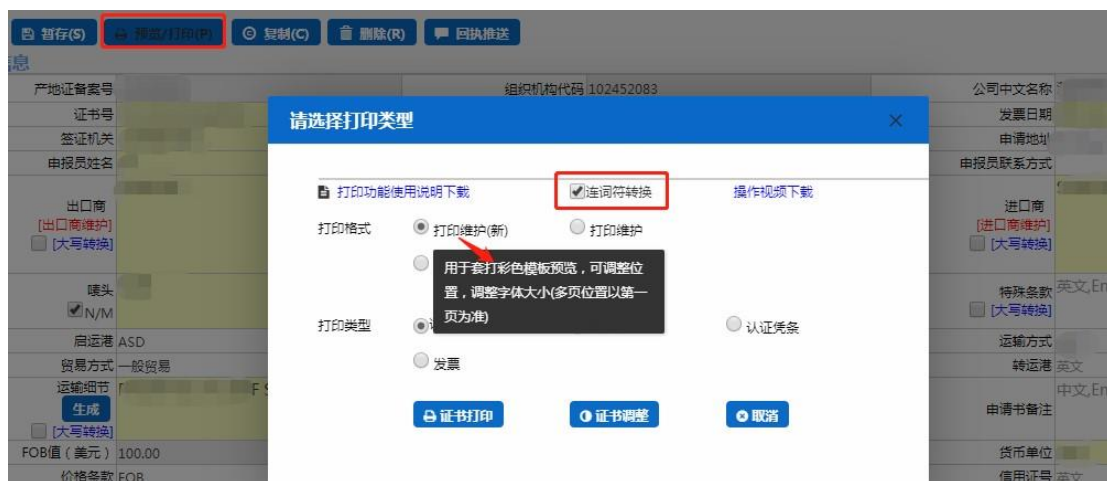 暂存(S) 预览/打印(P) 复制(C) 删除(R) 回执推送
息
产地证备案号 组织机构代码 102452083 公司中文名称
证书号 发票日期
签证机关 申请地址
申报员姓名 申报员联系方式
请选择打印类型
打印功能使用说明下载 连词符转换 操作视频下载
出口商 进口商
[出口商维护] [进口商维护]
[大写转换] [大写转换]
打印格式 打印维护(新) 打印维护
用于套打彩色模板预览，可调整位
置，调整字体大小(多页位置以第一
页为准)
唛头 特殊条款 英文,En
N/M [大写转换]
打印类型 认证凭条
启运港 ASD 运输方式
贸易方式 一般贸易 转运港 英文
发票
运输细节 F S 中文,En
生成 申请书备注
[大写转换]
证书打印 证书调整 取消
FOB值（美元） 100.00 货币单位
价格条款 FOB 信用证号 英文